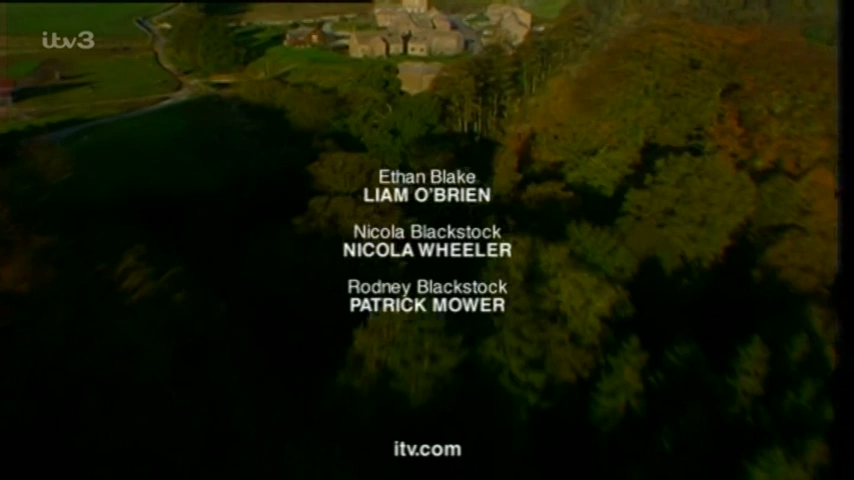 itv3
Ethan Blake
LIAM O'BRIEN
Nicola Blackstock
NICOLA WHEELER
Rodney Blackstock
PATRICK MOWER
itv.com